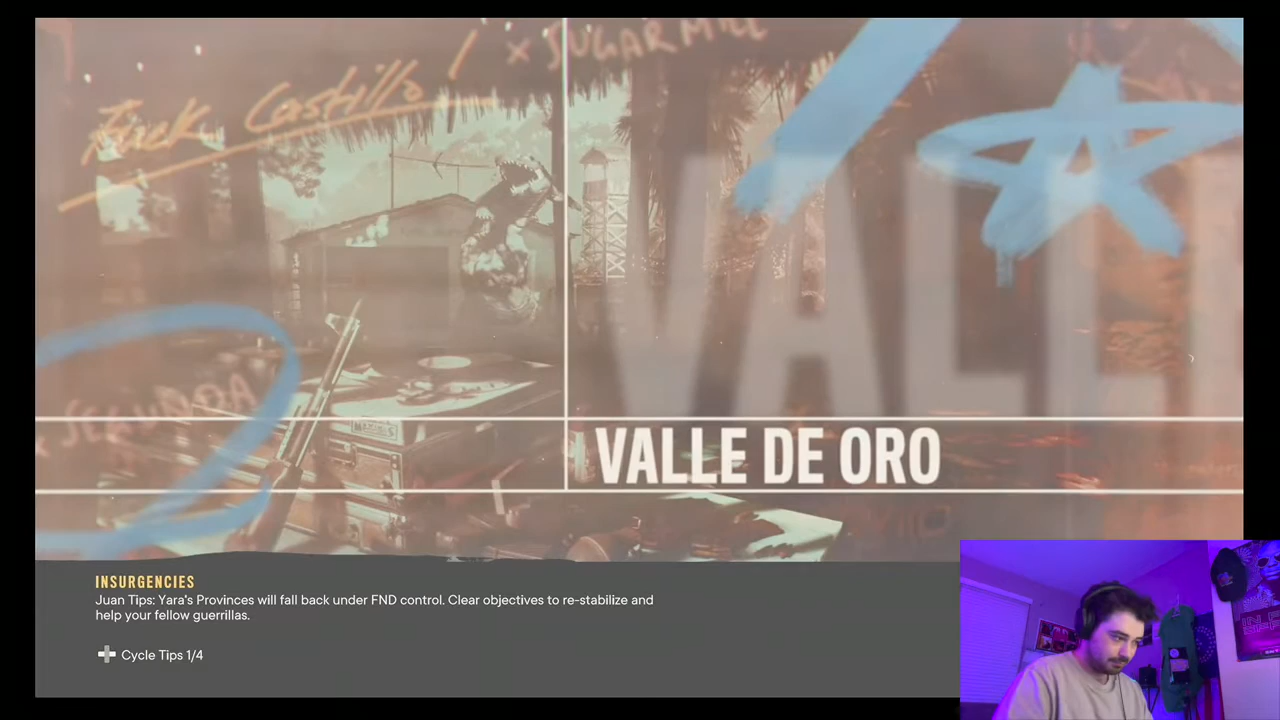 Fuck Castillo!
x SUGAR MILL
VALLE
VALLE DE ORO
INSURGENCIES
Juan Tips: Yara's Provinces will fall back under FND control. Clear objectives to re-stabilize and
help your fellow guerrillas.
Cycle Tips 1/4